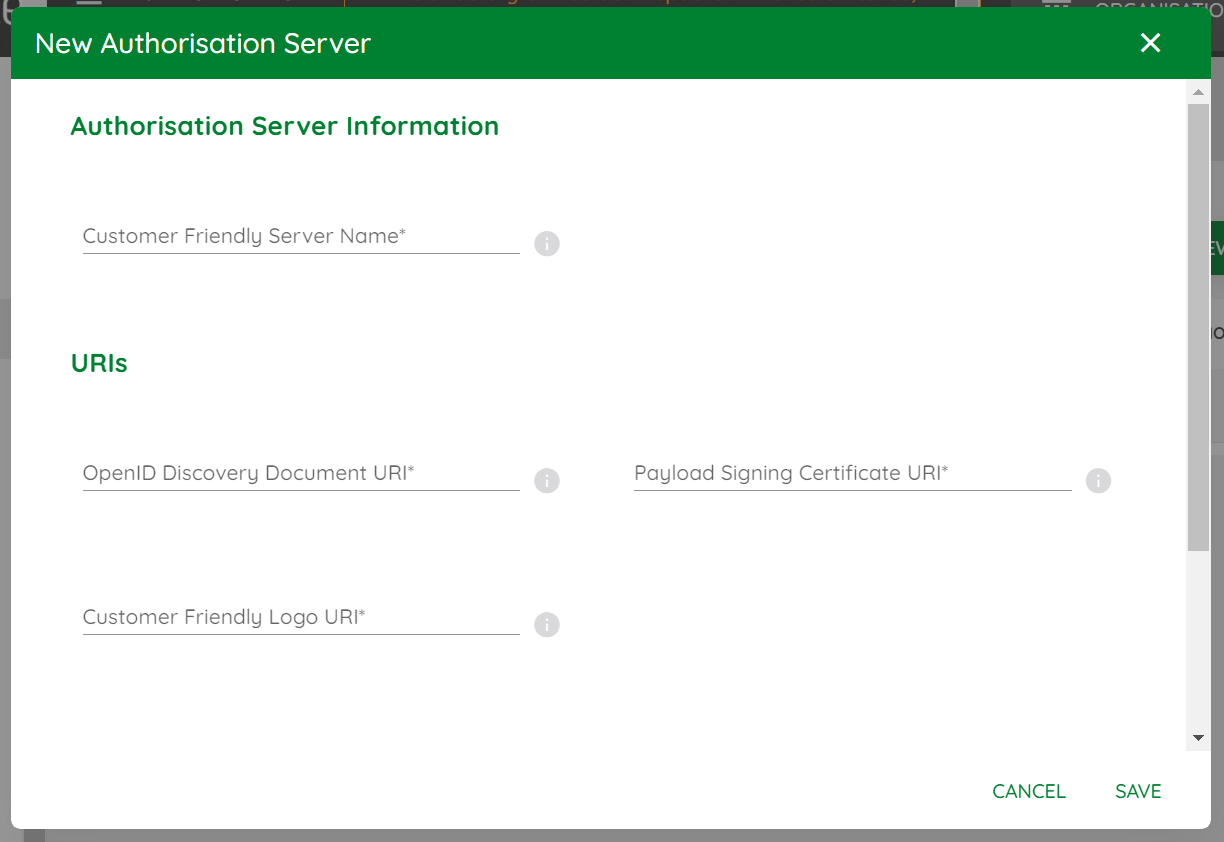 New Authorisation Server
Authorisation Server Information
Customer Friendly Server Name*
URIs
OpenID Discovery Document URI* Payload Signing Certificate URI*
Customer Friendly Logo URI*
CANCEL SAVE